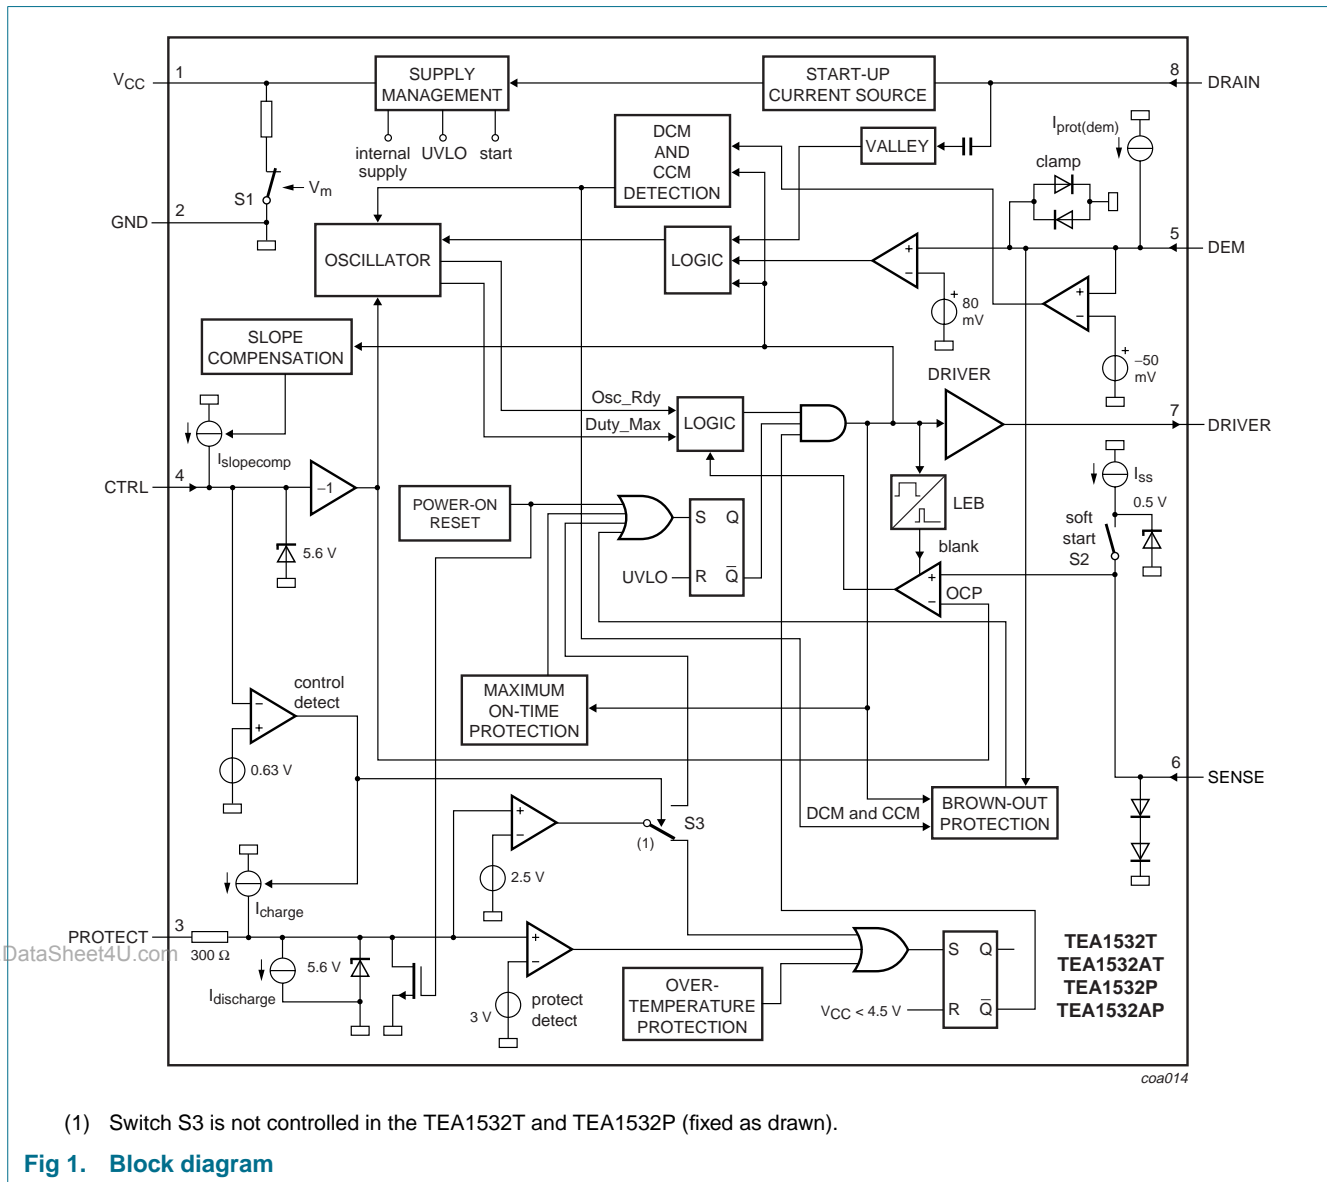 VCC
1
SUPPLY
MANAGEMENT
START-UP
CURRENT SOURCE
8
DRAIN
internal
supply
UVLO
start
DCM
AND
CCM
DETECTION
VALLEY
Iprot(dem)
clamp
S1
Vm
GND
2
OSCILLATOR
LOGIC
+
−
80
mV
+
5
DEM
+
−
−50
mV
+
SLOPE
COMPENSATION
DRIVER
Osc_Rdy
Duty_Max
LOGIC
7
DRIVER
Islopecomp
CTRL
4
−1
5.6 V
POWER-ON
RESET
S
Q
R
Q
UVLO
LEB
blank
+
−
OCP
Iss
0.5 V
soft
start
S2
control
detect
−
+
0.63 V
MAXIMUM
ON-TIME
PROTECTION
6
SENSE
DCM and CCM
BROWN-OUT
PROTECTION
+
−
2.5 V
S3
(1)
Icharge
PROTECT
3
300 Ω
Idischarge
5.6 V
+
−
3 V
protect
detect
OVER-
TEMPERATURE
PROTECTION
VCC < 4.5 V
S
Q
R
Q
TEA1532T
TEA1532AT
TEA1532P
TEA1532AP
.DataSheet4U.com
coa014
(1) Switch S3 is not controlled in the TEA1532T and TEA1532P (fixed as drawn).
Fig 1. Block diagram